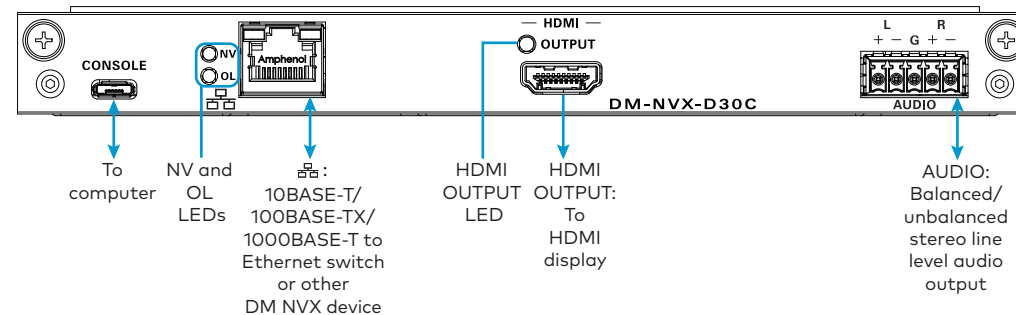 HDMI
L R
CONSOLE
NV
OL
Amphenol
OUTPUT
+ − G + −
AUDIO
DM-NVX-D30C
To
computer
NV and
OL
LEDs
:
10BASE-T/
100BASE-TX/
1000BASE-T to
Ethernet switch
or other
DM NVX device
HDMI
OUTPUT
LED
HDMI
OUTPUT:
To
HDMI
display
AUDIO:
Balanced/
unbalanced
stereo line
level audio
output